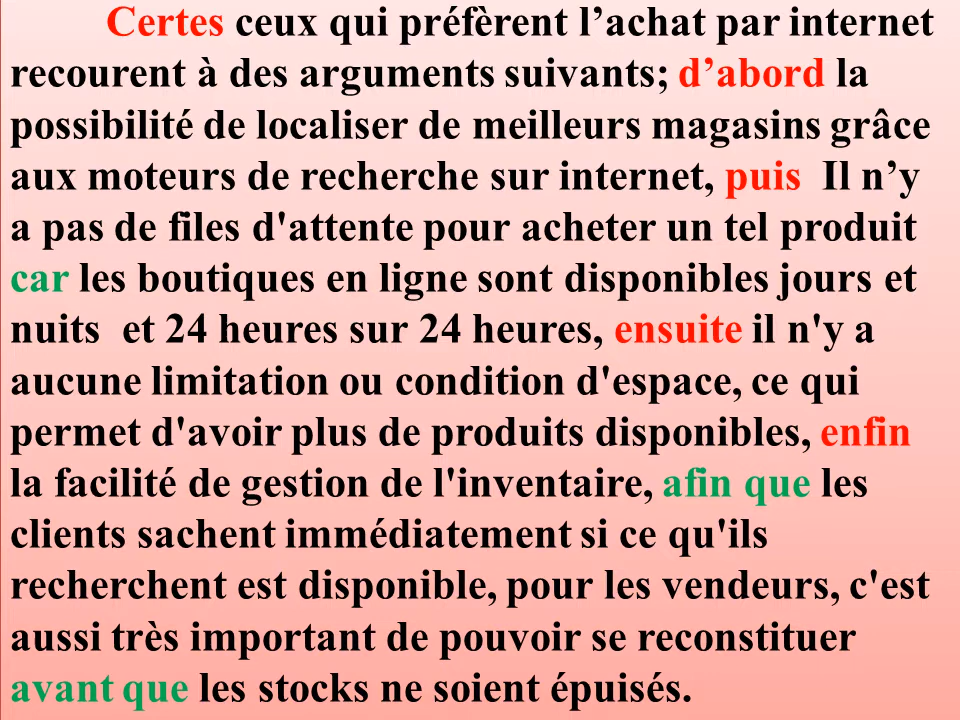 Certes ceux qui préfèrent l’achat par internet
recourent à des arguments suivants; d’abord la
possibilité de localiser de meilleurs magasins grâce
aux moteurs de recherche sur internet, puis Il n’y
a pas de files d'attente pour acheter un tel produit
car les boutiques en ligne sont disponibles jours et
nuits et 24 heures sur 24 heures, ensuite il n'y a
aucune limitation ou condition d'espace, ce qui
permet d'avoir plus de produits disponibles, enfin
la facilité de gestion de l'inventaire, afin que les
clients sachent immédiatement si ce qu'ils
recherchent est disponible, pour les vendeurs, c'est
aussi très important de pouvoir se reconstituer
avant que les stocks ne soient épuisés.